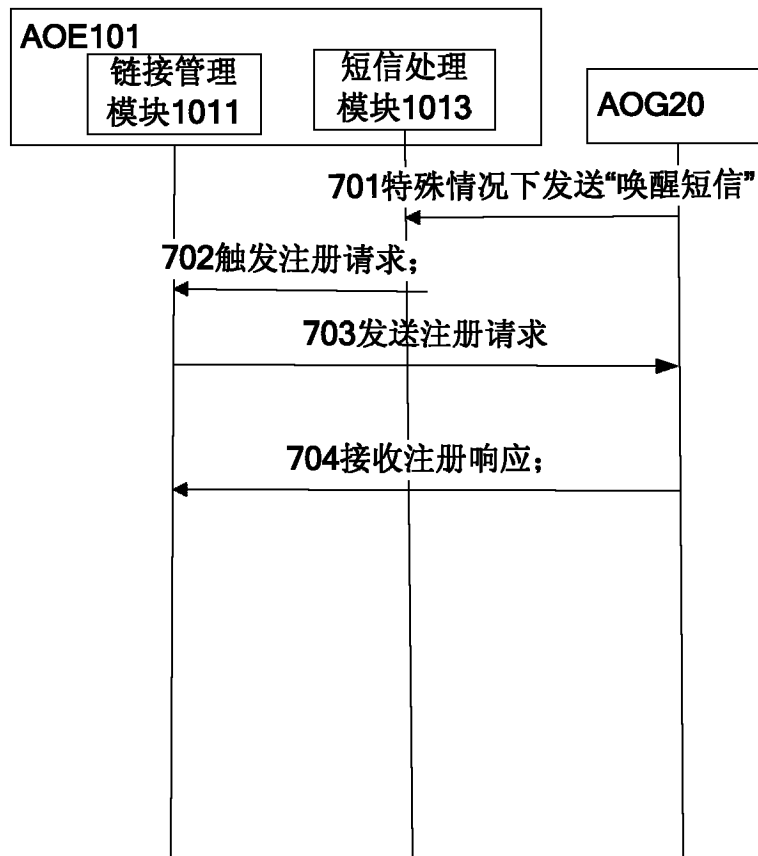 AOE101
链接管理
模块1011
短信处理
模块1013
AOG20
701特殊情况下发送“唤醒短信”
702触发注册请求；
703发送注册请求
704接收注册响应；